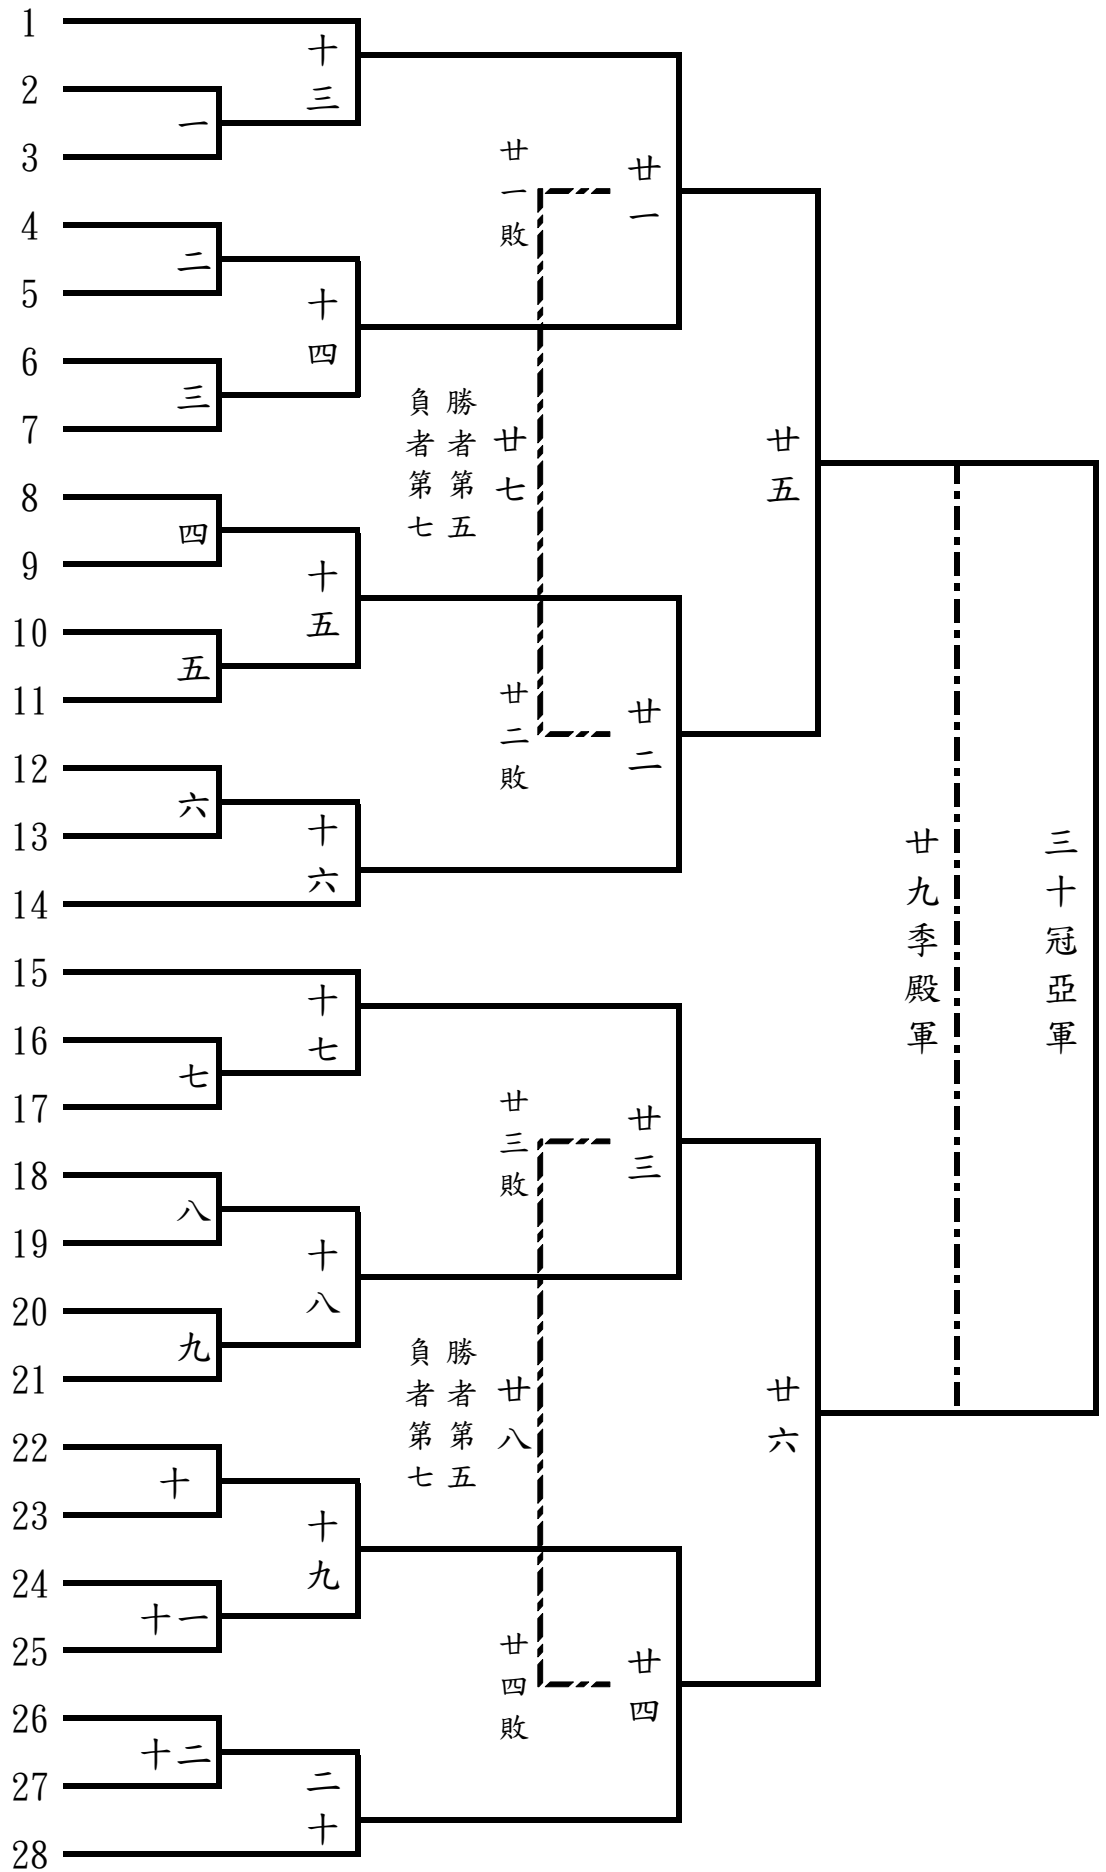 1
2
3
4
5
6
7
8
9
10
11
12
13
14
15
16
17
18
19
20
21
22
23
24
25
26
27
28
一
二
三
四
五
六
七
八
九
十
十一
十二
十三
十四
十五
十六
十七
十八
十九
二十
廿一敗
廿七
勝者第五
負者第七
廿二敗
廿三敗
廿八
勝者第五
負者第七
廿四敗
廿一
廿二
廿三
廿四
廿五
廿六
廿九季殿軍
三十冠亞軍